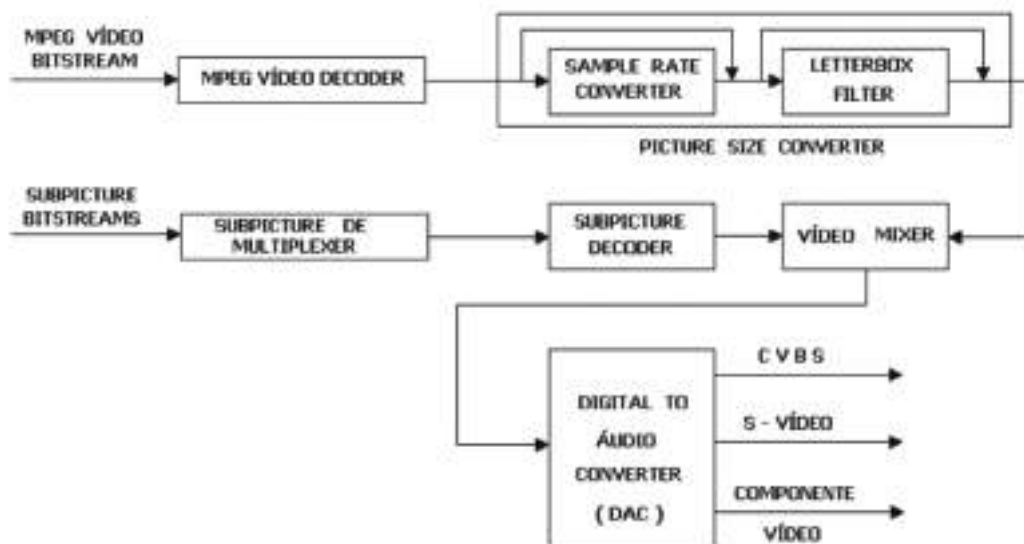 MPEG VÍDEO
BITSTREAM
MPEG VÍDEO DECODER
SAMPLE RATE
CONVERTER
LETTERBOX
FILTER
PICTURE SIZE CONVERTER
SUBPICTURE
BITSTREAMS
SUBPICTURE DE
MULTIPLEXER
SUBPICTURE
DECODER
VÍDEO MIXER
DIGITAL TO
ÁUDIO
CONVERTER
( DAC )
C V B S
S - VÍDEO
COMPONENTE
VÍDEO